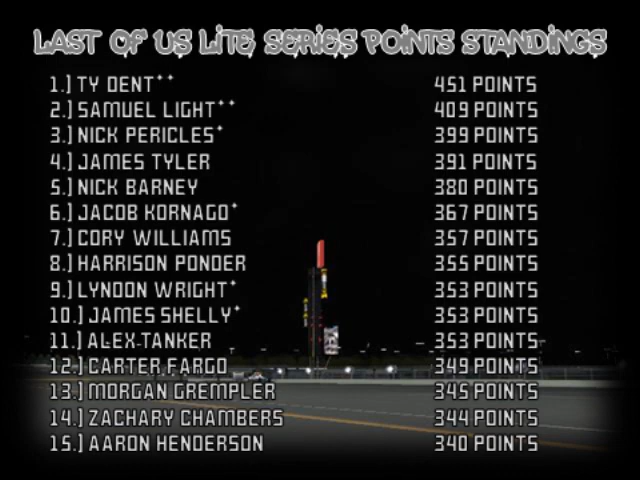 LAST OF US LITE SERIES POINTS STANDINGS
1.] TY DENT** 451 POINTS
2.] SAMUEL LIGHT** 409 POINTS
3.] NICK PERICLES* 399 POINTS
4.] JAMES TYLER 391 POINTS
5.] NICK BARNEY 380 POINTS
6.] JACOB KORNAGO* 367 POINTS
7.] CORY WILLIAMS 357 POINTS
8.] HARRISON PONDER 355 POINTS
9.] LYNDON WRIGHT* 353 POINTS
10.] JAMES SHELLY* 353 POINTS
11.] ALEX TANKER 353 POINTS
12.] CARTER FARGO 349 POINTS
13.] MORGAN GREMPLER 345 POINTS
14.] ZACHARY CHAMBERS 344 POINTS
15.] AARON HENDERSON 340 POINTS